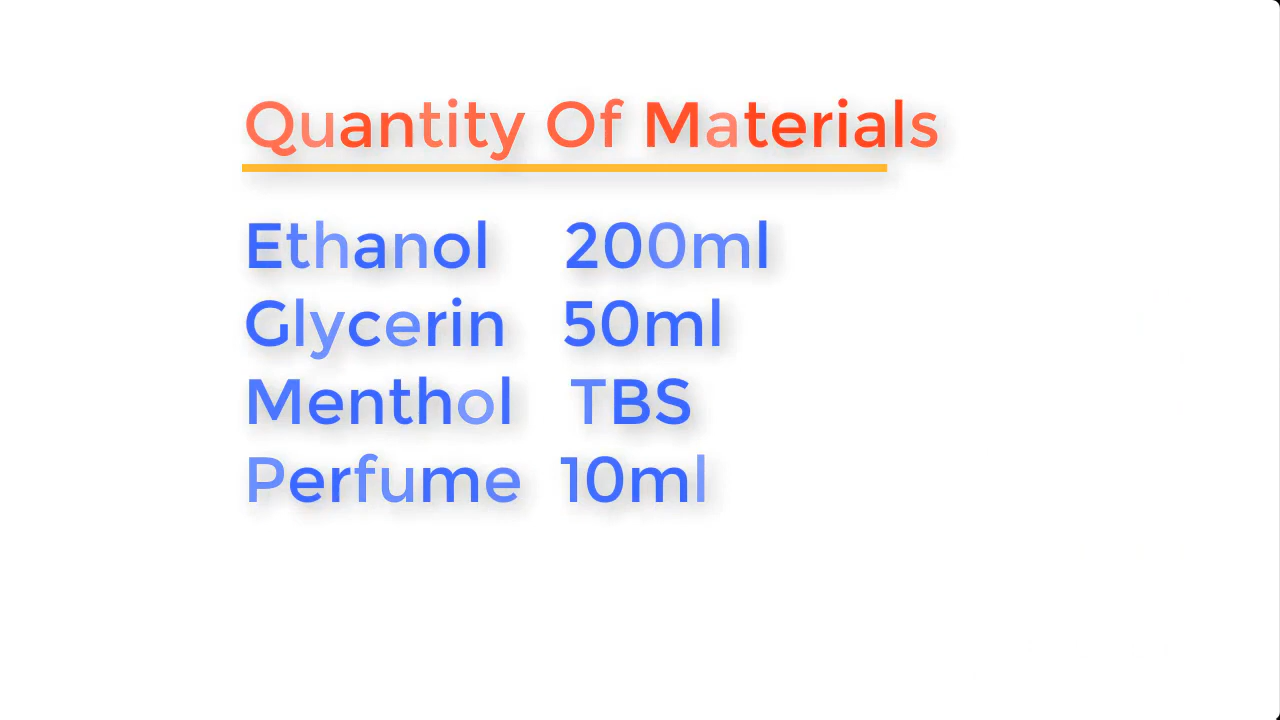 Quantity Of Materials
Ethanol 200ml
Glycerin 50ml
Menthol TBS
Perfume 10ml